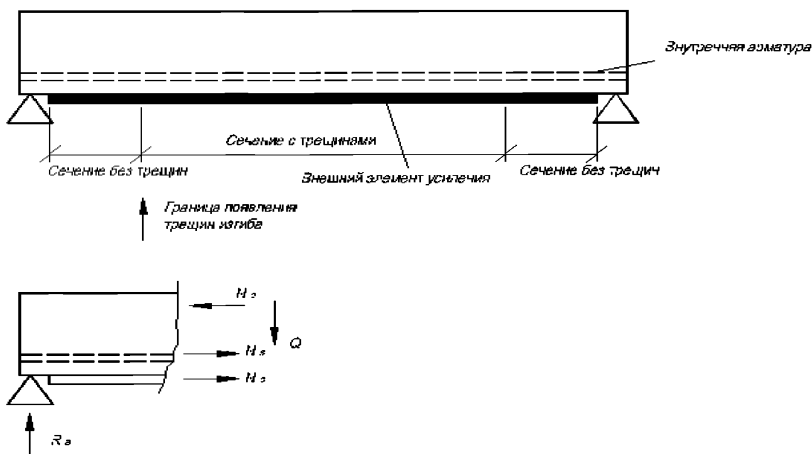 Внутренняя арматура
Сечение с трещинами
Сечение без трещин
Внешний элемент усиления
Сечение без трещин
Граница появления
трещин изгиба
Q